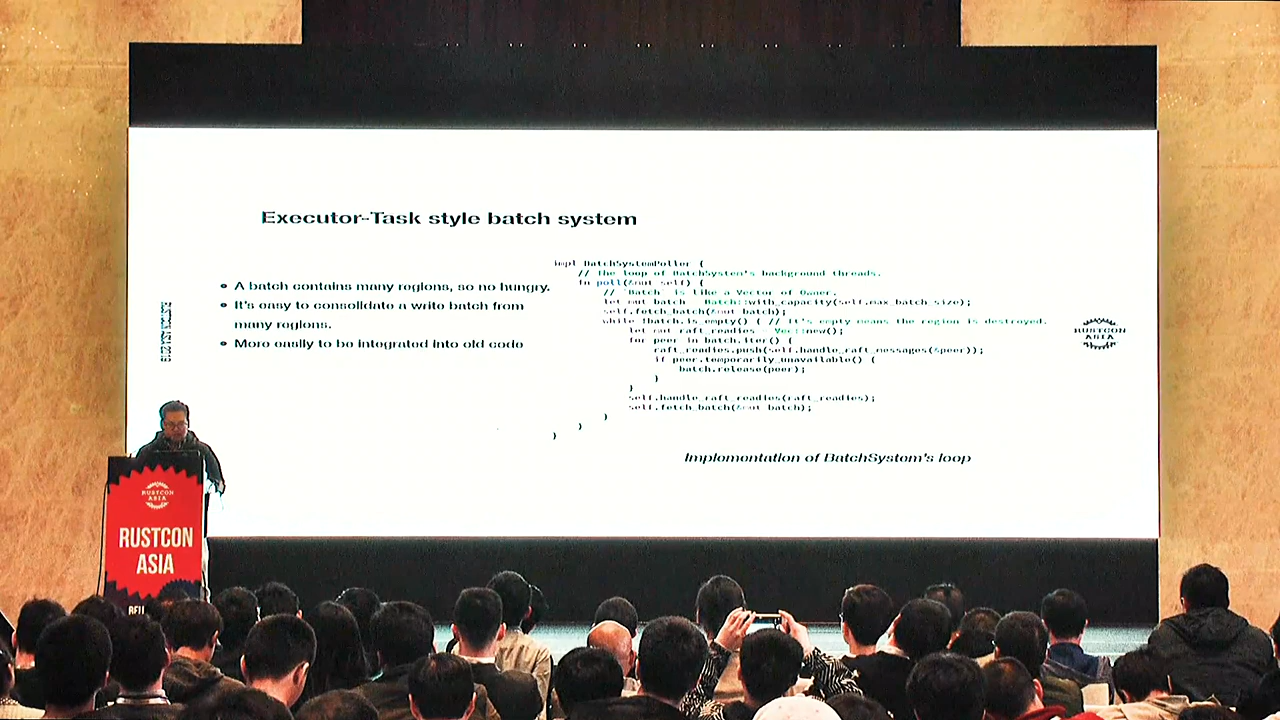 Executor-Task style batch system
A batch contains many regions, so no hungry.
It's easy to consolidate a write batch from
many regions.
More easily to be integrated into old code
impl BatchSystemPoller {
// The loop of BatchSystem's background threads.
fn poll(&mut self) {
// `Batch` is like a Vector of Owner.
let mut batch = Batch::with_capacity(self.max_batch_size);
self.fetch_batch(&mut batch);
while !batch.is_empty() { // it's empty means the region is destroyed.
let mut raft_readies = Vec::new();
for peer in batch.iter() {
raft_readies.push(self.handle_raft_messages(&peer));
if peer.temporarily_unavailable() {
batch.release(peer);
}
}
self.handle_raft_readies(raft_readies);
self.fetch_batch(&mut batch);
}
}
}
Implementation of BatchSystem's loop
RUSTCON ASIA 2019
RUSTCON
ASIA
RUSTCON
ASIA
RUSTCON
ASIA